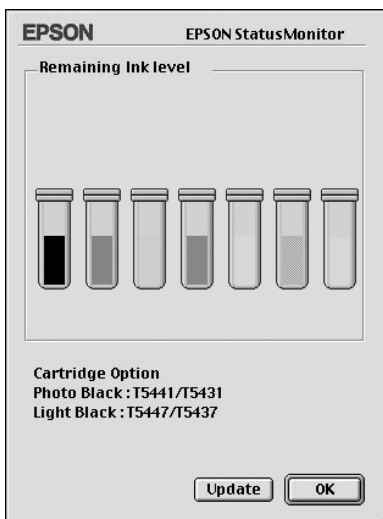 EPSON EPSON StatusMonitor
Remaining Ink level
Cartridge Option
Photo Black : T5441/T5431
Light Black : T5447/T5437
Update OK